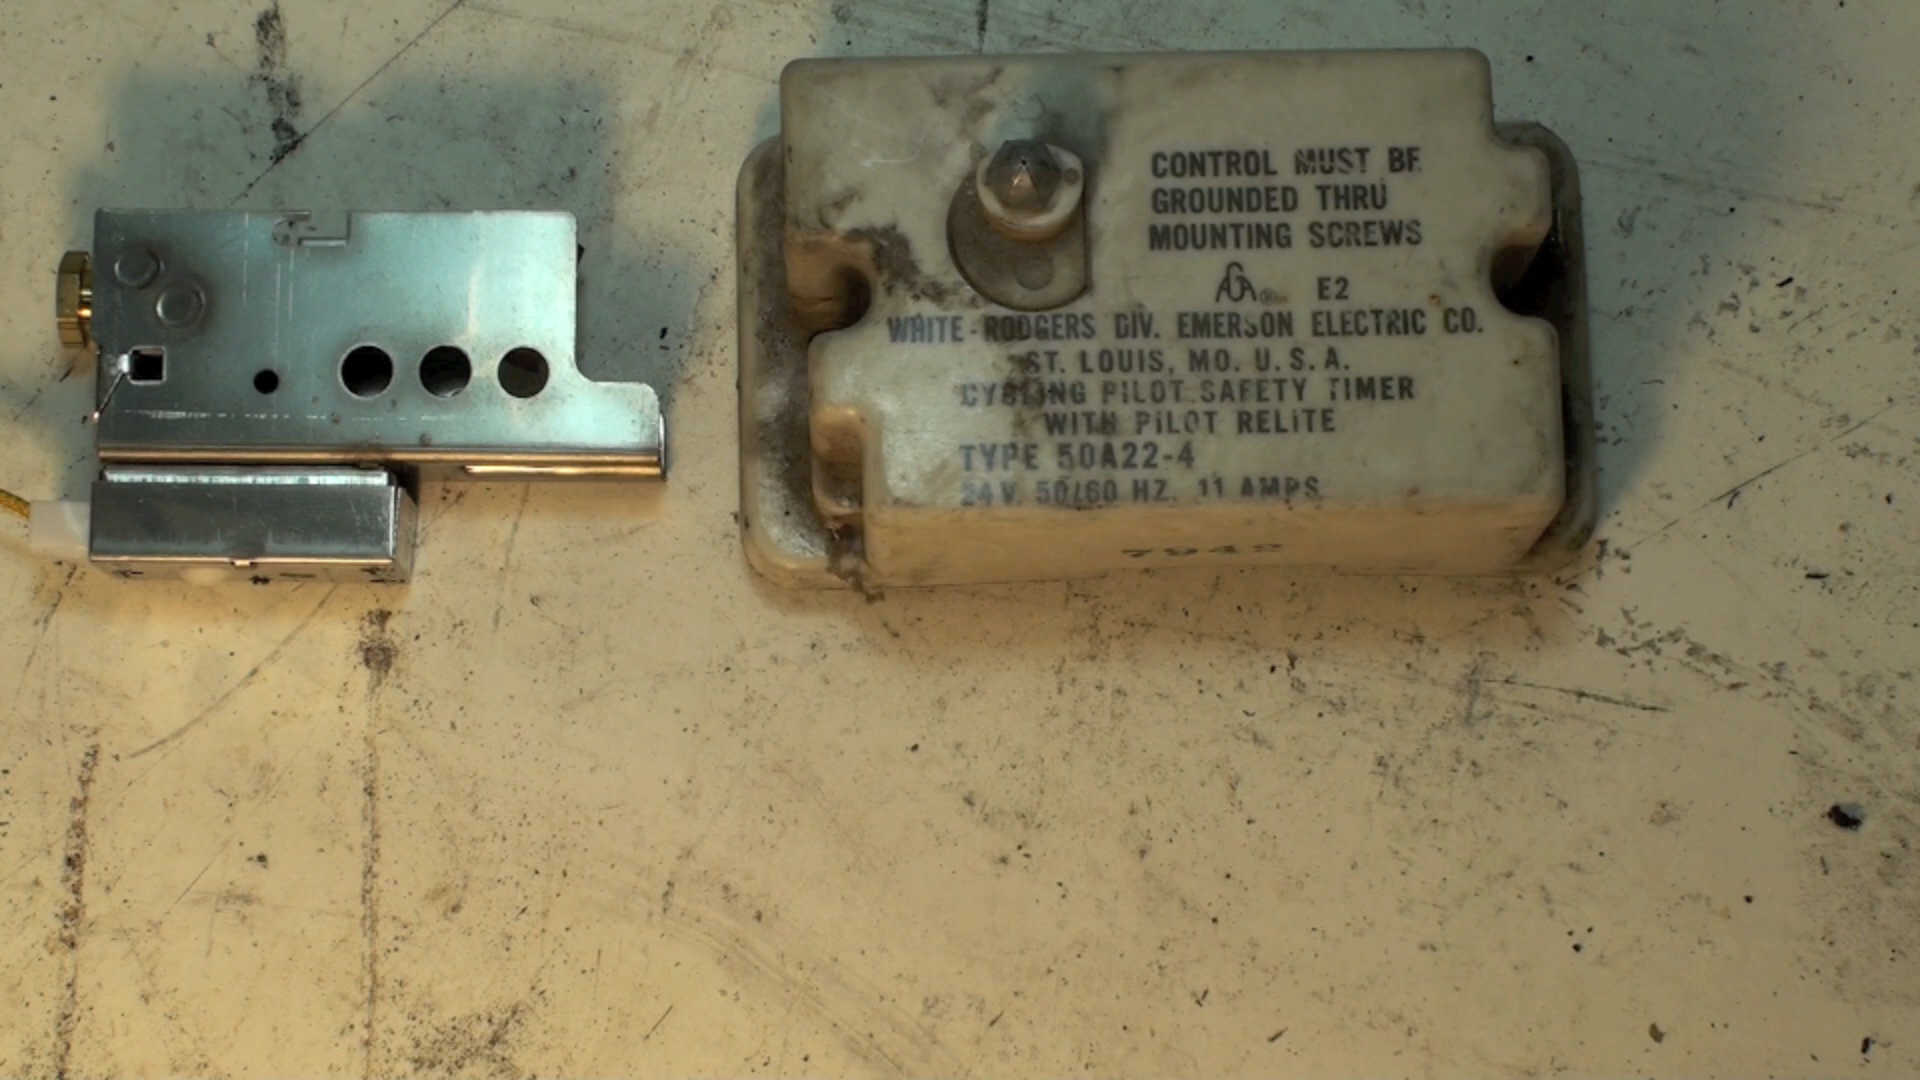 CONTROL MUST BE
GROUNDED THRU
MOUNTING SCREWS
E2
WHITE-RODGERS DIV. EMERSON ELECTRIC CO.
ST. LOUIS, MO. U.S.A.
CYCLING PILOT SAFETY TIMER
WITH PILOT RELITE
TYPE 50A22-4
24 V. 50/60 HZ. 11 AMPS